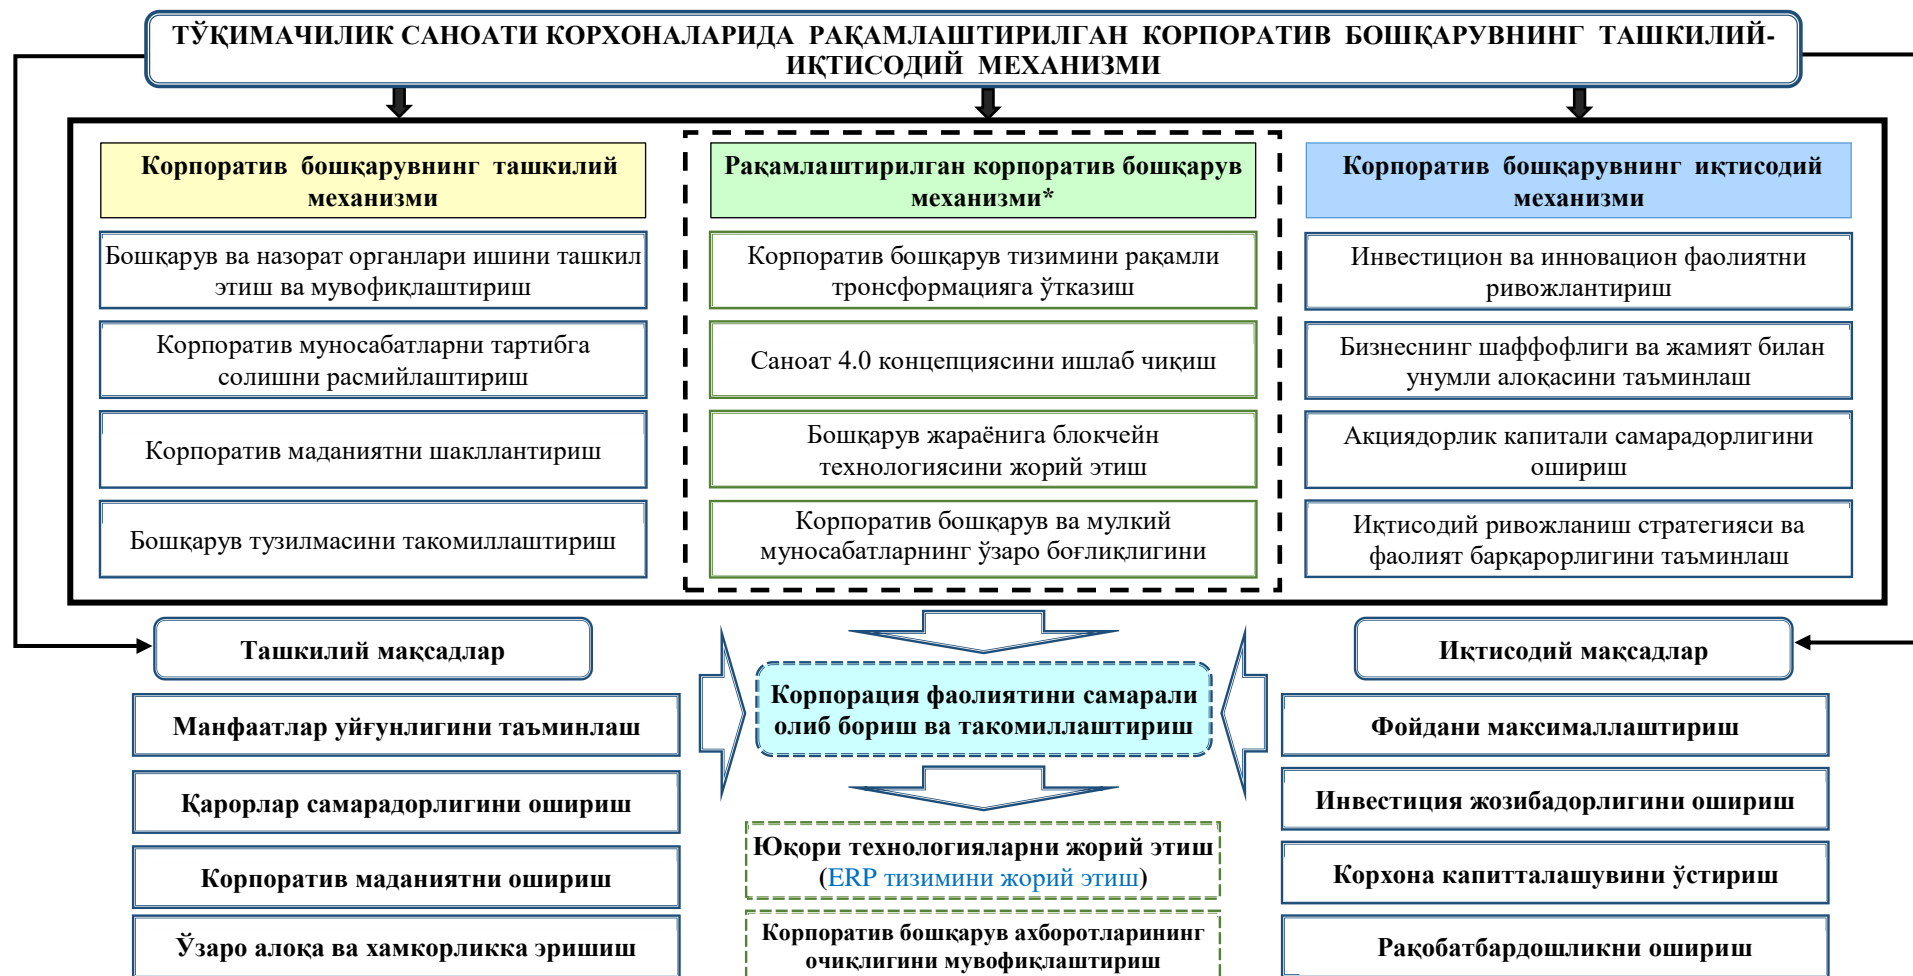 ТЎҚИМАЧИЛИК САНОАТИ КОРХОНАЛАРИДА РАҚАМЛАШТИРИЛГАН КОРПОРАТИВ БОШҚАРУВНИНГ ТАШКИЛИЙ-
ИҚТИСОДИЙ МЕХАНИЗМИ
Корпоратив бошқарувнинг ташкилий
механизми
Бошқарув ва назорат органлари ишини ташкил
этиш ва мувофиқлаштириш
Корпоратив муносабатларни тартибга
солишни расмийлаштириш
Корпоратив маданиятни шакллантириш
Бошқарув тузилмасини такомиллаштириш
Рақамлаштирилган корпоратив бошқарув
механизми*
Корпоратив бошқарув тизимини рақамли
тронсформацияга ўтказиш
Саноат 4.0 концепциясини ишлаб чиқиш
Бошқарув жараёнига блокчейн
технологиясини жорий этиш
Корпоратив бошқарув ва мулкий
муносабатларнинг ўзаро боғлиқлигини
Корпоратив бошқарувнинг иқтисодий
механизми
Инвестицион ва инновацион фаолиятни
ривожлантириш
Бизнеснинг шаффофлиги ва жамият билан
унумли алоқасини таъминлаш
Акциядорлик капитали самарадорлигини
ошириш
Иқтисодий ривожланиш стратегияси ва
фаолият барқарорлигини таъминлаш
Ташкилий мақсадлар
Манфаатлар уйғунлигини таъминлаш
Қарорлар самарадорлигини ошириш
Корпоратив маданиятни ошириш
Ўзаро алоқа ва хамкорликка эришиш
Корпорация фаолиятини самарали
олиб бориш ва такомиллаштириш
Юқори технологияларни жорий этиш
(ERP тизимини жорий этиш)
Корпоратив бошқарув ахборотларининг
очиқлигини мувофиқлаштириш
Иқтисодий мақсадлар
Фойдани максималлаштириш
Инвестиция жозибадорлигини ошириш
Корхона капитталашувини ўстириш
Рақобатбардошликни ошириш